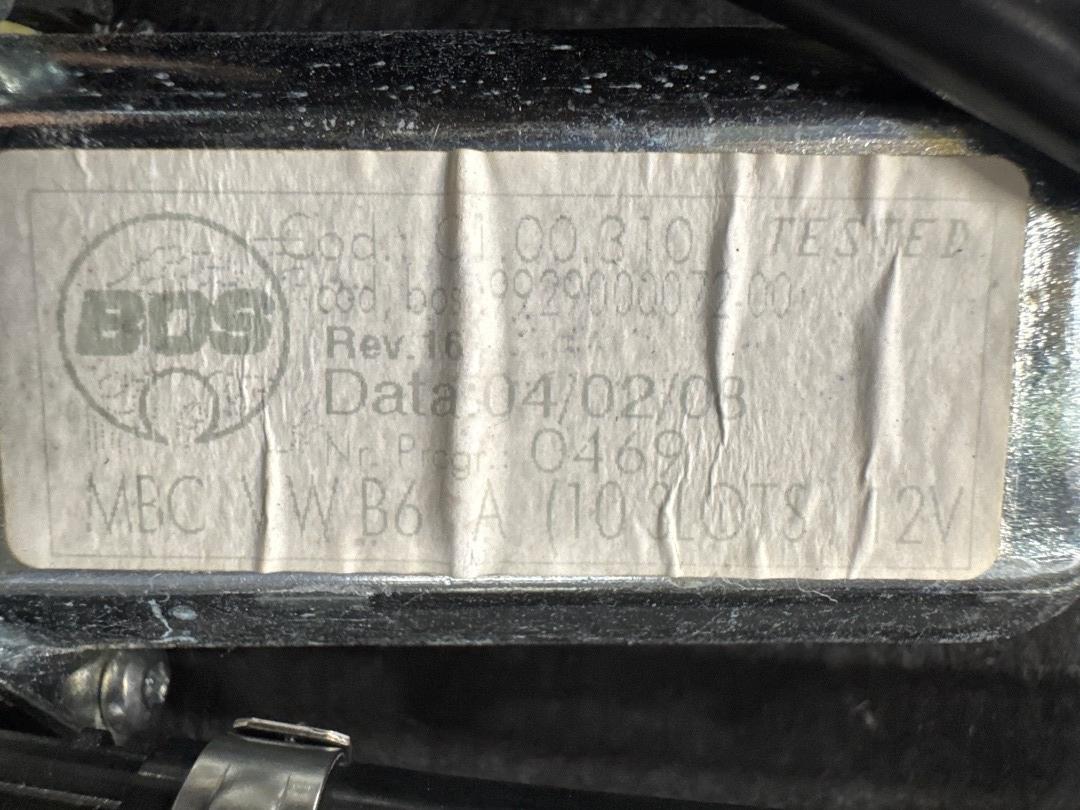 BOS
Cod.: C1.00.310 TESTED
cod. bos:9929000072.00
Rev.16
Data:04/02/08
Nr. Progr.: 0469
MBC VW B6 A (10 SLOTS) 12V